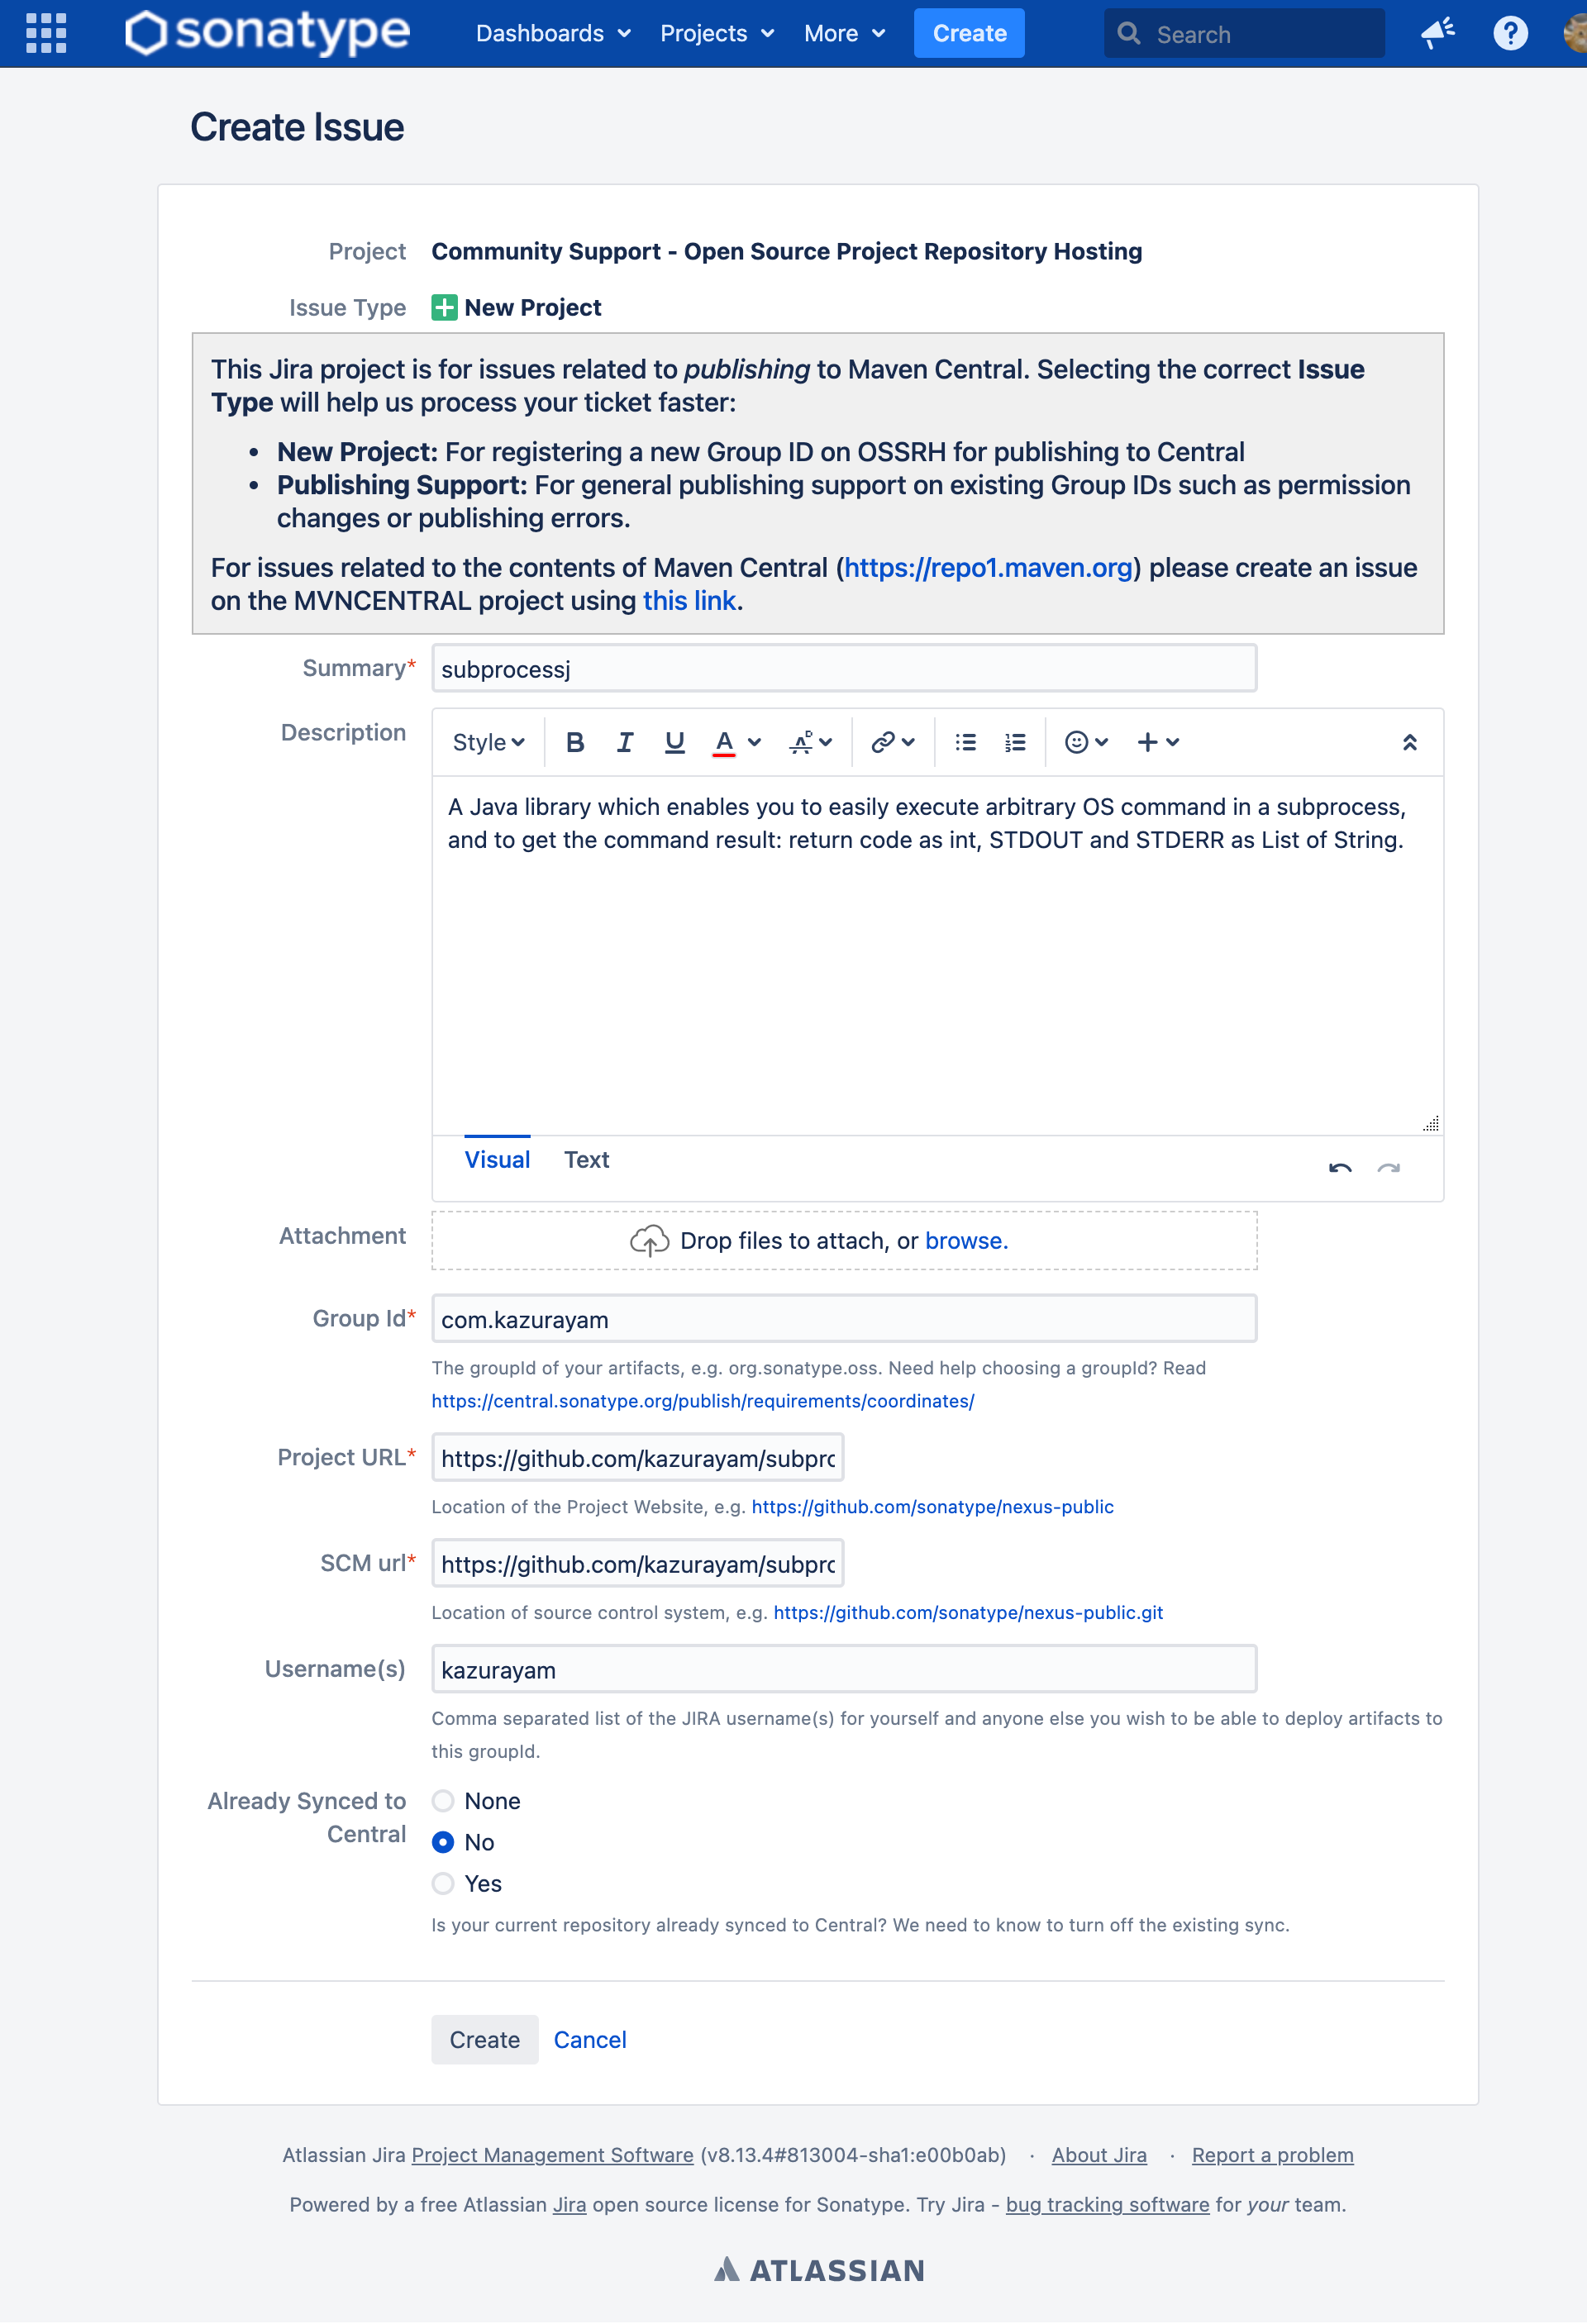 sonatype Dashboards Projects More Create Search
Create Issue
Project Community Support - Open Source Project Repository Hosting
Issue Type New Project
This Jira project is for issues related to publishing to Maven Central. Selecting the correct Issue
Type will help us process your ticket faster:
• New Project: For registering a new Group ID on OSSRH for publishing to Central
• Publishing Support: For general publishing support on existing Group IDs such as permission
changes or publishing errors.
For issues related to the contents of Maven Central (https://repo1.maven.org) please create an issue
on the MVNCENTRAL project using this link.
Summary* subprocessj
Description Style B I U A
A Java library which enables you to easily execute arbitrary OS command in a subprocess,
and to get the command result: return code as int, STDOUT and STDERR as List of String.
Visual Text
Attachment Drop files to attach, or browse.
Group Id* com.kazurayam
The groupId of your artifacts, e.g. org.sonatype.oss. Need help choosing a groupId? Read
https://central.sonatype.org/publish/requirements/coordinates/
Project URL* https://github.com/kazurayam/subpro
Location of the Project Website, e.g. https://github.com/sonatype/nexus-public
SCM url* https://github.com/kazurayam/subpro
Location of source control system, e.g. https://github.com/sonatype/nexus-public.git
Username(s) kazurayam
Comma separated list of the JIRA username(s) for yourself and anyone else you wish to be able to deploy artifacts to
this groupId.
Already Synced to None
Central
No
Yes
Is your current repository already synced to Central? We need to know to turn off the existing sync.
Create Cancel
Atlassian Jira Project Management Software (v8.13.4#813004-sha1:e00b0ab) · About Jira · Report a problem
Powered by a free Atlassian Jira open source license for Sonatype. Try Jira - bug tracking software for your team.
ATLASSIAN